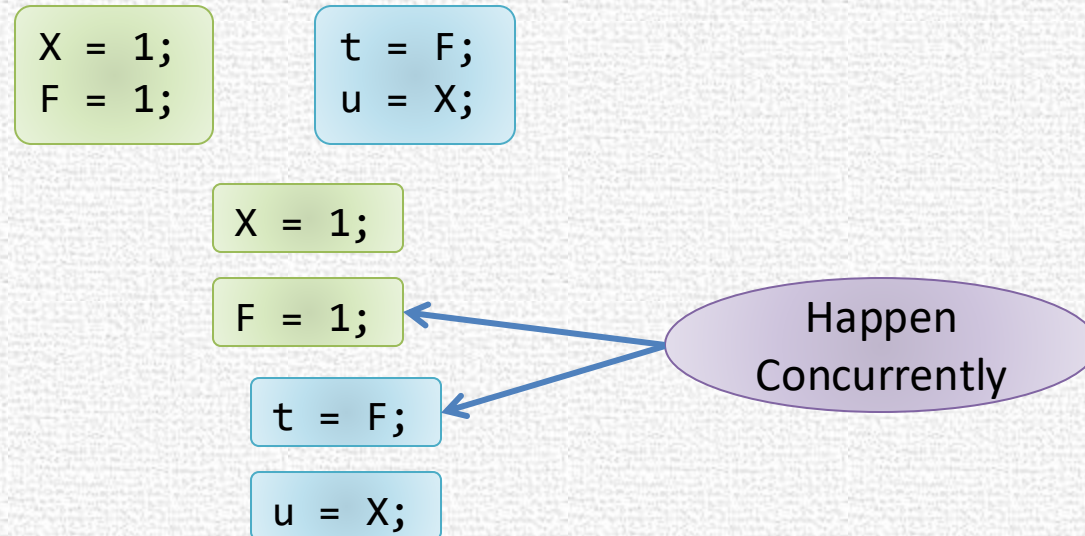 X = 1;
F = 1;
t = F;
u = X;
X = 1;
F = 1;
t = F;
u = X;
Happen
Concurrently